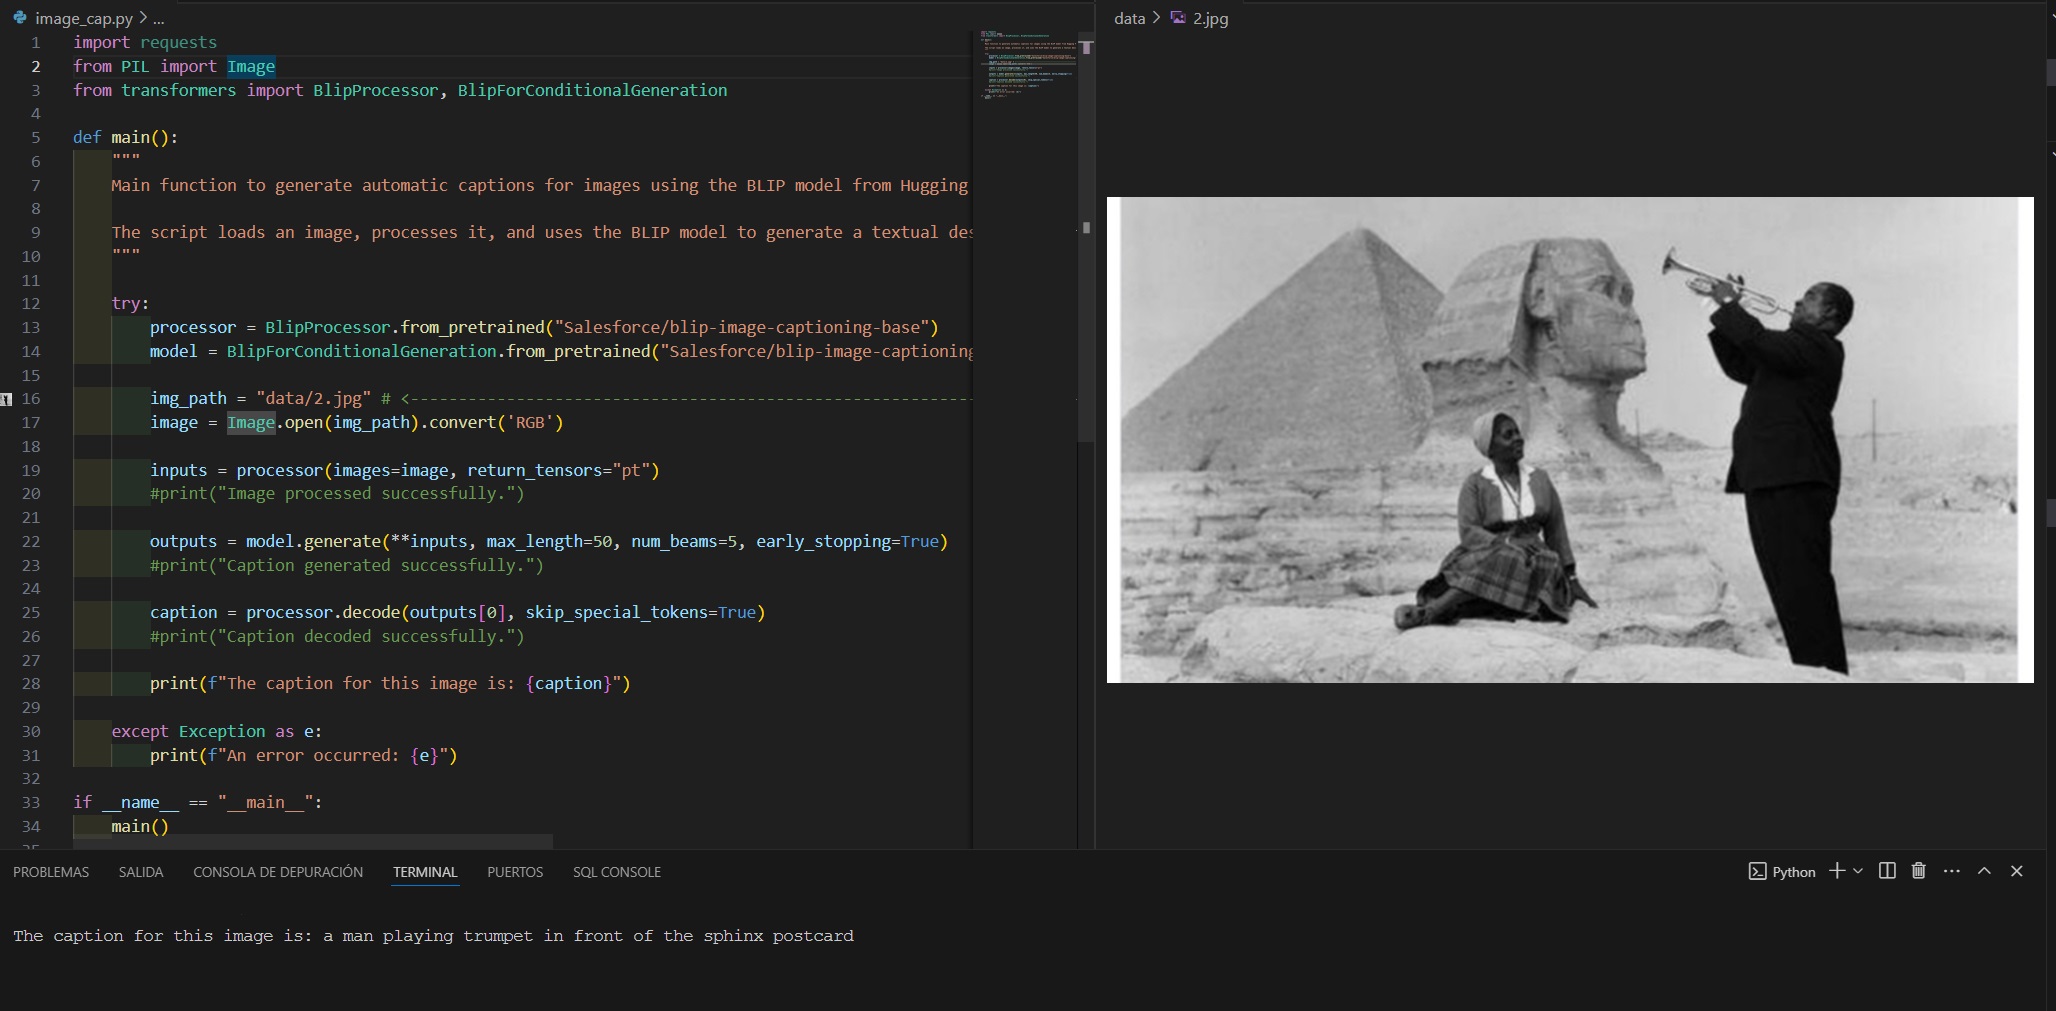 image_cap.py > ...
1 import requests
2 from PIL import Image
3 from transformers import BlipProcessor, BlipForConditionalGeneration
4
5 def main():
6 """
7 Main function to generate automatic captions for images using the BLIP model from Hugging
8
9 The script loads an image, processes it, and uses the BLIP model to generate a textual des
10 """
11
12 try:
13 processor = BlipProcessor.from_pretrained("Salesforce/blip-image-captioning-base")
14 model = BlipForConditionalGeneration.from_pretrained("Salesforce/blip-image-captioning
15
16 img_path = "data/2.jpg" # <----------------------------------------------------------
17 image = Image.open(img_path).convert('RGB')
18
19 inputs = processor(images=image, return_tensors="pt")
20 #print("Image processed successfully.")
21
22 outputs = model.generate(**inputs, max_length=50, num_beams=5, early_stopping=True)
23 #print("Caption generated successfully.")
24
25 caption = processor.decode(outputs[0], skip_special_tokens=True)
26 #print("Caption decoded successfully.")
27
28 print(f"The caption for this image is: {caption}")
29
30 except Exception as e:
31 print(f"An error occurred: {e}")
32
33 if __name__ == "__main__":
34 main()
data > 2.jpg
PROBLEMAS SALIDA CONSOLA DE DEPURACIÓN TERMINAL PUERTOS SQL CONSOLE
Python
The caption for this image is: a man playing trumpet in front of the sphinx postcard